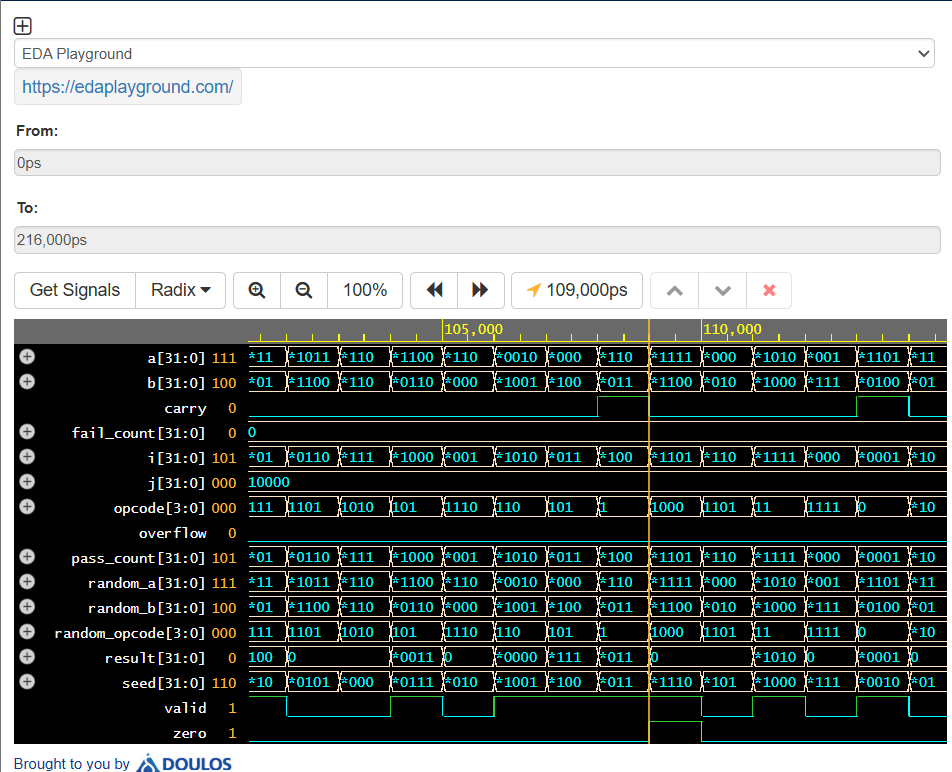 EDA Playground
https://edaplayground.com/
From:
0ps
To:
216,000ps
Get Signals Radix 100% 109,000ps
105,000 110,000
a[31:0] 111 *11 *1011 *110 *1100 *110 *0010 *000 *110 *1111 *000 *1010 *001 *1101 *11
b[31:0] 100 *01 *1100 *110 *0110 *000 *1001 *100 *011 *1100 *010 *1000 *111 *0100 *01
carry 0
fail_count[31:0] 0 0
i[31:0] 101 *01 *0110 *111 *1000 *001 *1010 *011 *100 *1101 *110 *1111 *000 *0001 *10
j[31:0] 000 10000
opcode[3:0] 000 111 1101 1010 101 1110 110 101 1 1000 1101 11 1111 0 *10
overflow 0
pass_count[31:0] 101 *01 *0110 *111 *1000 *001 *1010 *011 *100 *1101 *110 *1111 *000 *0001 *10
random_a[31:0] 111 *11 *1011 *110 *1100 *110 *0010 *000 *110 *1111 *000 *1010 *001 *1101 *11
random_b[31:0] 100 *01 *1100 *110 *0110 *000 *1001 *100 *011 *1100 *010 *1000 *111 *0100 *01
random_opcode[3:0] 000 111 1101 1010 101 1110 110 101 1 1000 1101 11 1111 0 *10
result[31:0] 0 100 0 *0011 0 *0000 *111 *011 0 *1010 0 *0001 0
seed[31:0] 110 *10 *0101 *000 *0111 *010 *1001 *100 *011 *1110 *101 *1000 *111 *0010 *01
valid 1
zero 1
Brought to you by DOULOS